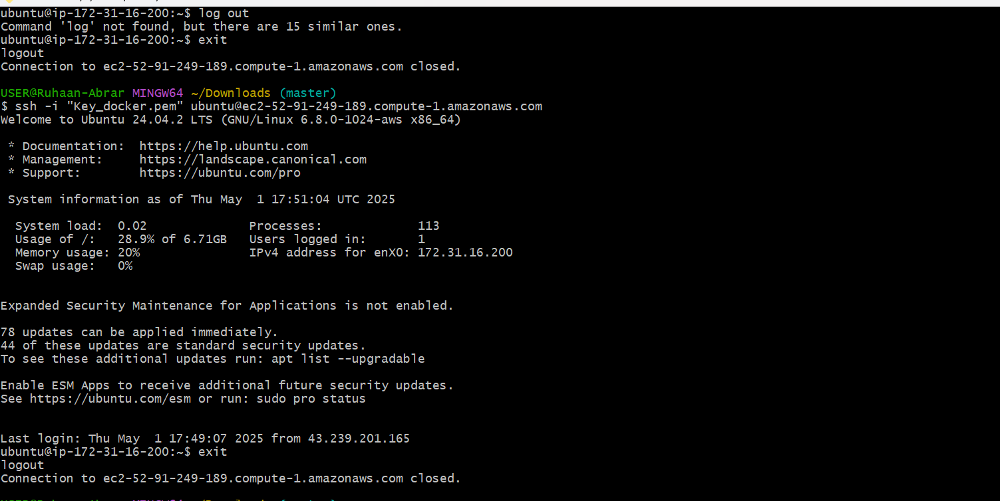 ubuntu@ip-172-31-16-200:~$ log out
Command 'log' not found, but there are 15 similar ones.
ubuntu@ip-172-31-16-200:~$ exit
logout
Connection to ec2-52-91-249-189.compute-1.amazonaws.com closed.
USER@Ruhaan-Abrar MINGW64 ~/Downloads (master)
$ ssh -i "Key_docker.pem" ubuntu@ec2-52-91-249-189.compute-1.amazonaws.com
Welcome to Ubuntu 24.04.2 LTS (GNU/Linux 6.8.0-1024-aws x86_64)
* Documentation: https://help.ubuntu.com
* Management: https://landscape.canonical.com
* Support: https://ubuntu.com/pro
System information as of Thu May 1 17:51:04 UTC 2025
System load: 0.02 Processes: 113
Usage of /: 28.9% of 6.71GB Users logged in: 1
Memory usage: 20% IPv4 address for enX0: 172.31.16.200
Swap usage: 0%
Expanded Security Maintenance for Applications is not enabled.
78 updates can be applied immediately.
44 of these updates are standard security updates.
To see these additional updates run: apt list --upgradable
Enable ESM Apps to receive additional future security updates.
See https://ubuntu.com/esm or run: sudo pro status
Last login: Thu May 1 17:49:07 2025 from 43.239.201.165
ubuntu@ip-172-31-16-200:~$ exit
logout
Connection to ec2-52-91-249-189.compute-1.amazonaws.com closed.